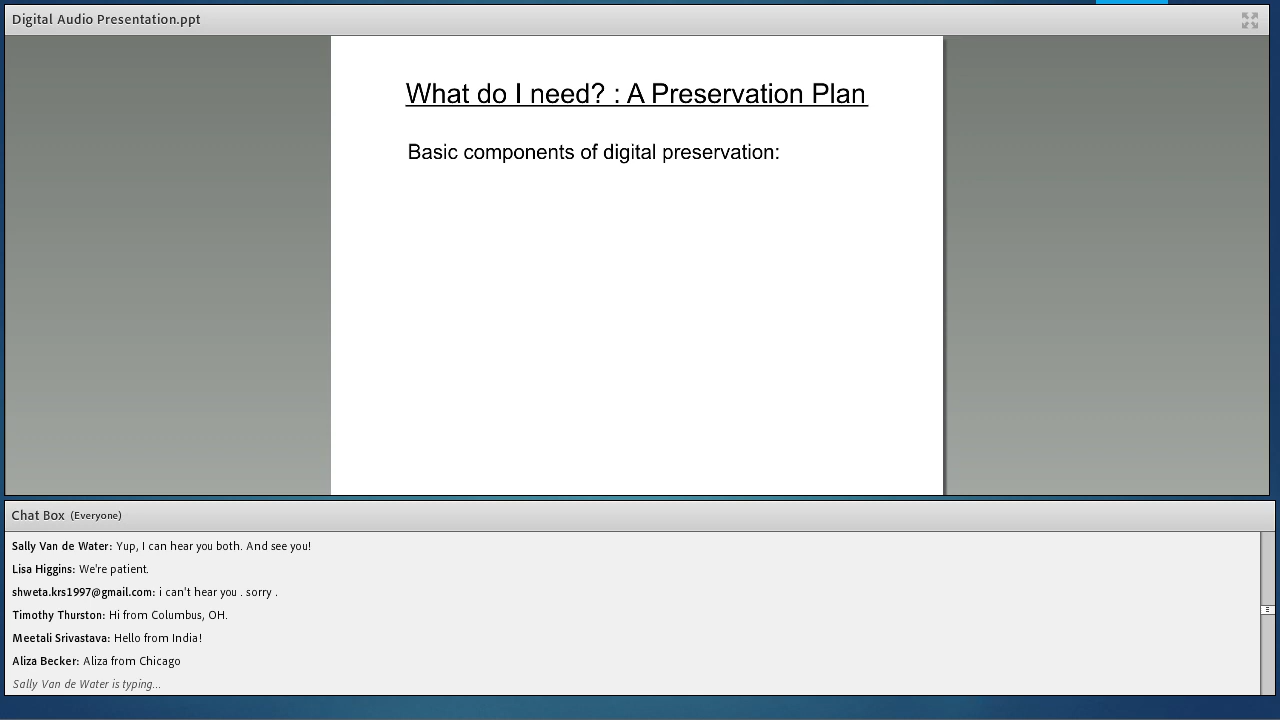 Digital Audio Presentation.ppt
What do I need? : A Preservation Plan
Basic components of digital preservation:
Chat Box (Everyone)
Sally Van de Water: Yup, I can hear you both. And see you!
Lisa Higgins: We're patient.
shweta.krs1997@gmail.com: i can't hear you . sorry .
Timothy Thurston: Hi from Columbus, OH.
Meetali Srivastava: Hello from India!
Aliza Becker: Aliza from Chicago
Sally Van de Water is typing...